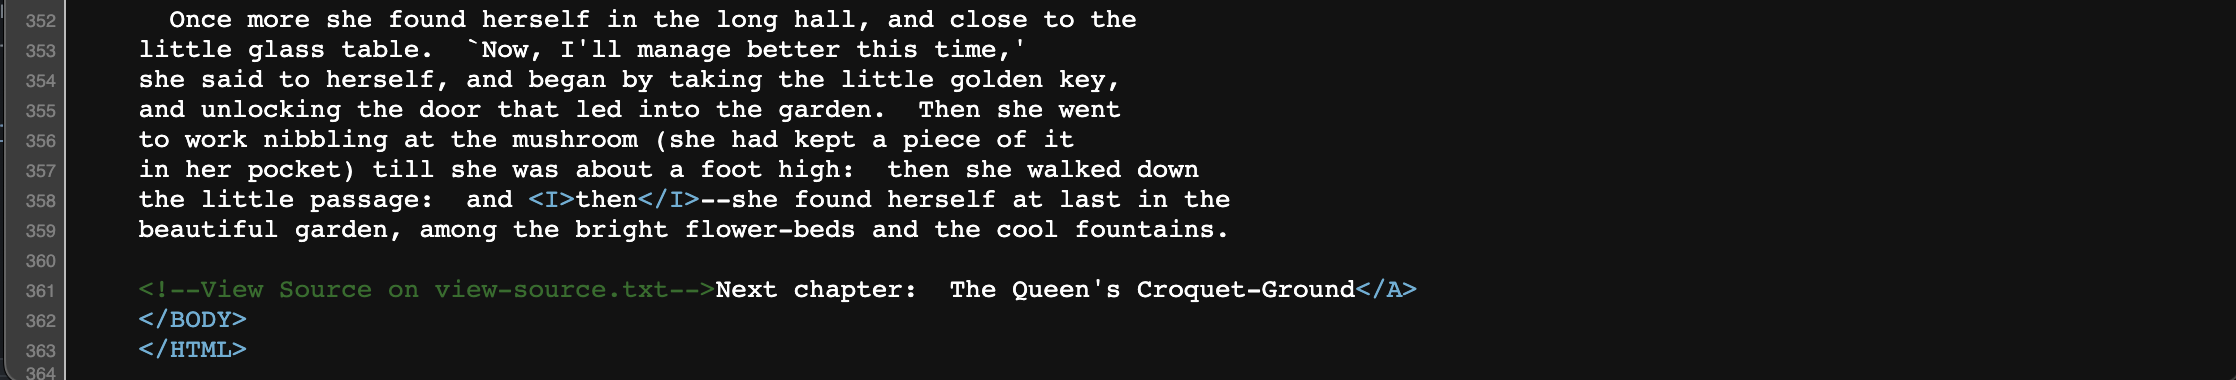 352   Once more she found herself in the long hall, and close to the
353 little glass table.  `Now, I'll manage better this time,'
354 she said to herself, and began by taking the little golden key,
355 and unlocking the door that led into the garden.  Then she went
356 to work nibbling at the mushroom (she had kept a piece of it
357 in her pocket) till she was about a foot high:  then she walked down
358 the little passage:  and <I>then</I>--she found herself at last in the
359 beautiful garden, among the bright flower-beds and the cool fountains.
360
361 <!--View Source on view-source.txt-->Next chapter:  The Queen's Croquet-Ground</A>
362 </BODY>
363 </HTML>
364